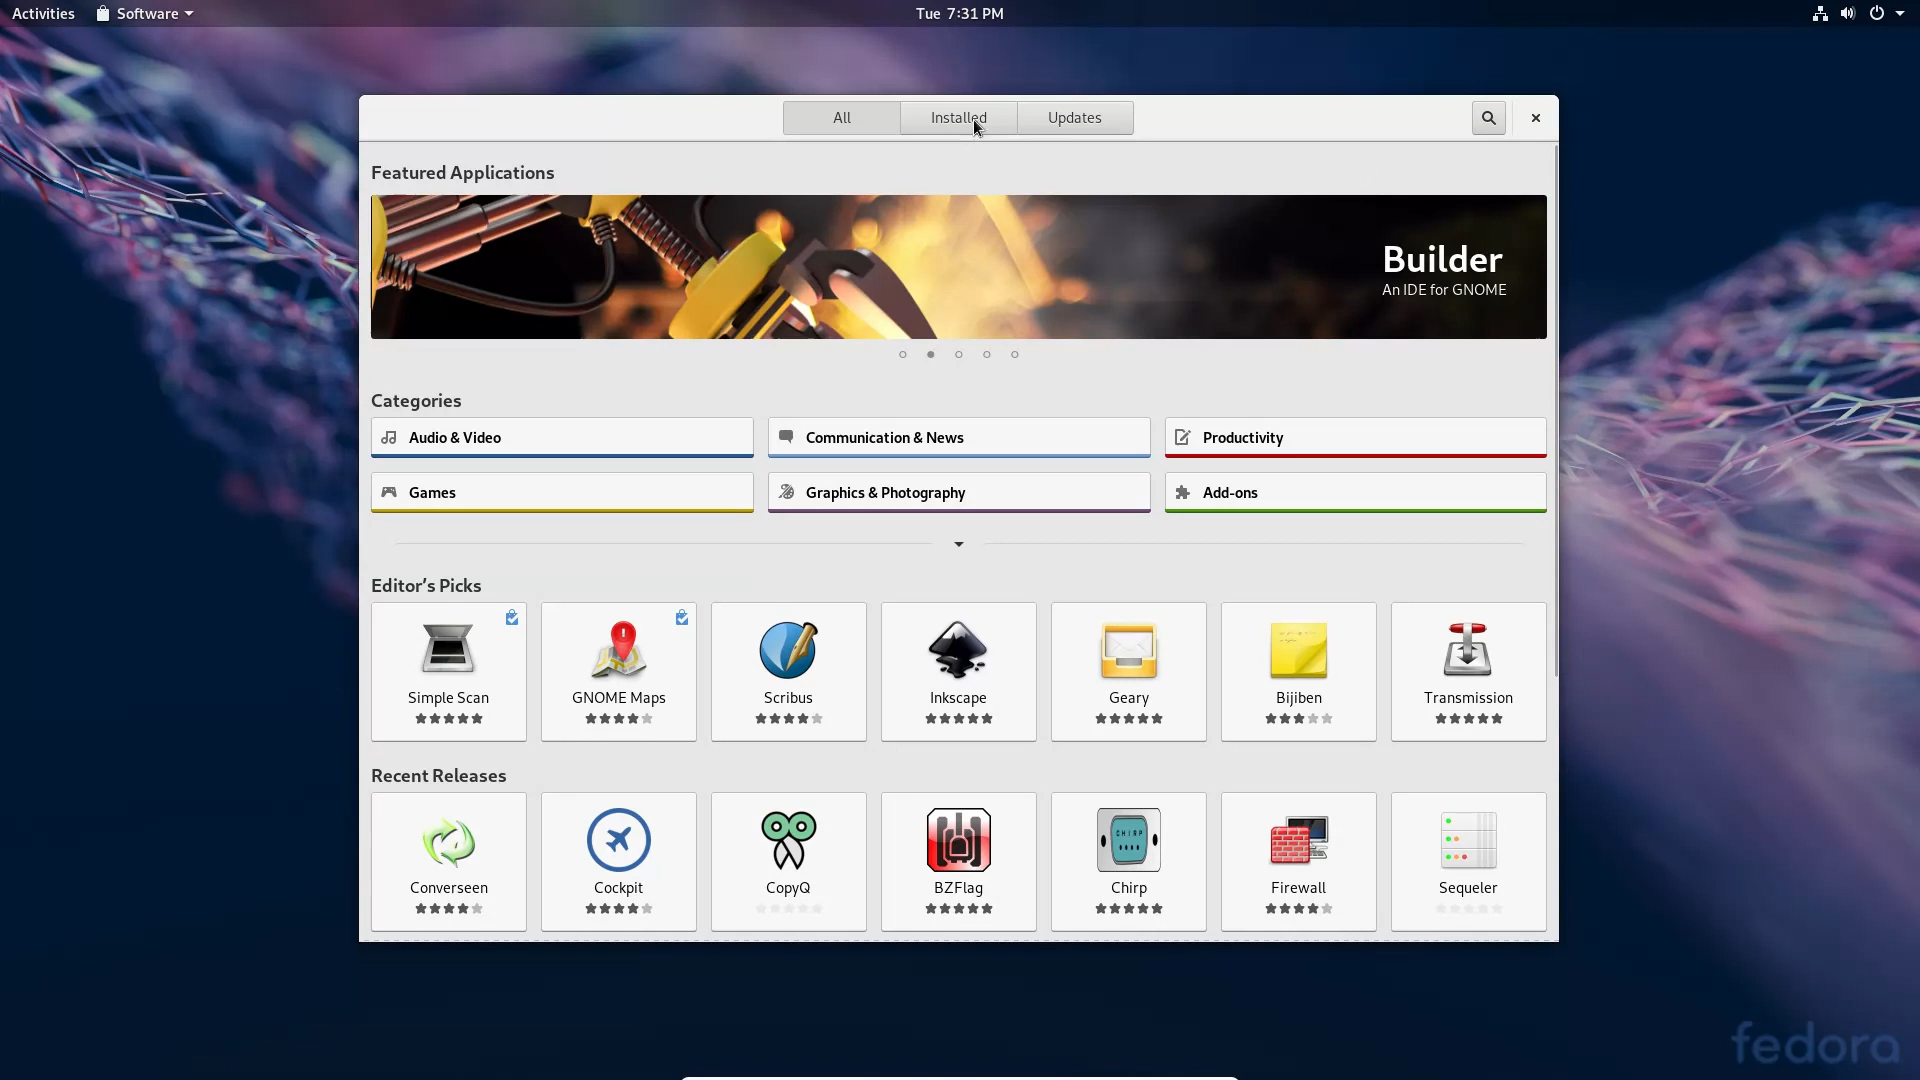 Activities
Software
Tue 7:31 PM
All
Installed
Updates
Featured Applications
Builder
An IDE for GNOME
Categories
Audio & Video
Communication & News
Productivity
Games
Graphics & Photography
Add-ons
Editor’s Picks
Simple Scan
GNOME Maps
Scribus
Inkscape
Geary
Bijiben
Transmission
Recent Releases
Converseen
Cockpit
CopyQ
BZFlag
CHIRP
Chirp
Firewall
Sequeler
fedora